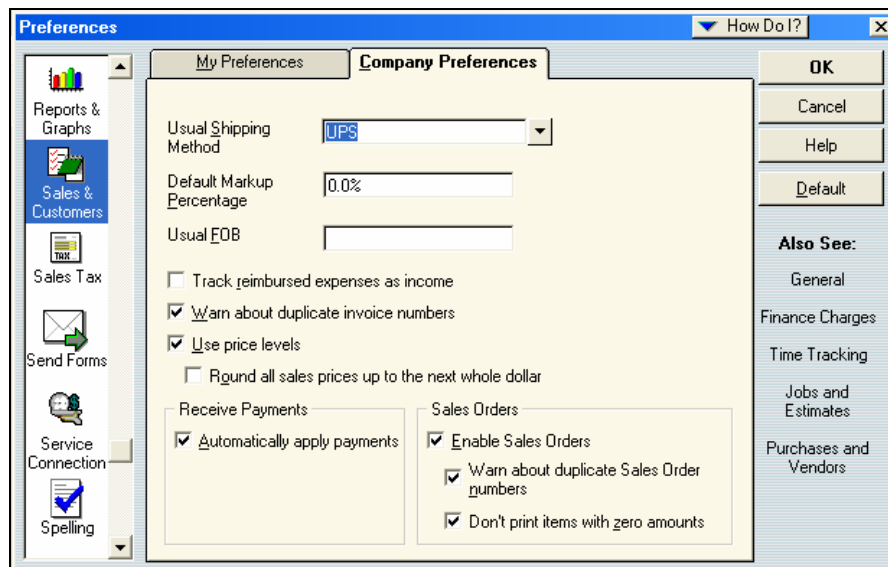 Preferences
How Do I?
Reports &
Graphs
Sales &
Customers
TAX
Sales Tax
Send Forms
Service
Connection
Spelling
My Preferences
Company Preferences
Usual Shipping
Method
UPS
Default Markup
Percentage
0.0%
Usual FOB
Track reimbursed expenses as income
Warn about duplicate invoice numbers
Use price levels
Round all sales prices up to the next whole dollar
Receive Payments
Automatically apply payments
Sales Orders
Enable Sales Orders
Warn about duplicate Sales Order
numbers
Don't print items with zero amounts
OK
Cancel
Help
Default
Also See:
General
Finance Charges
Time Tracking
Jobs and
Estimates
Purchases and
Vendors